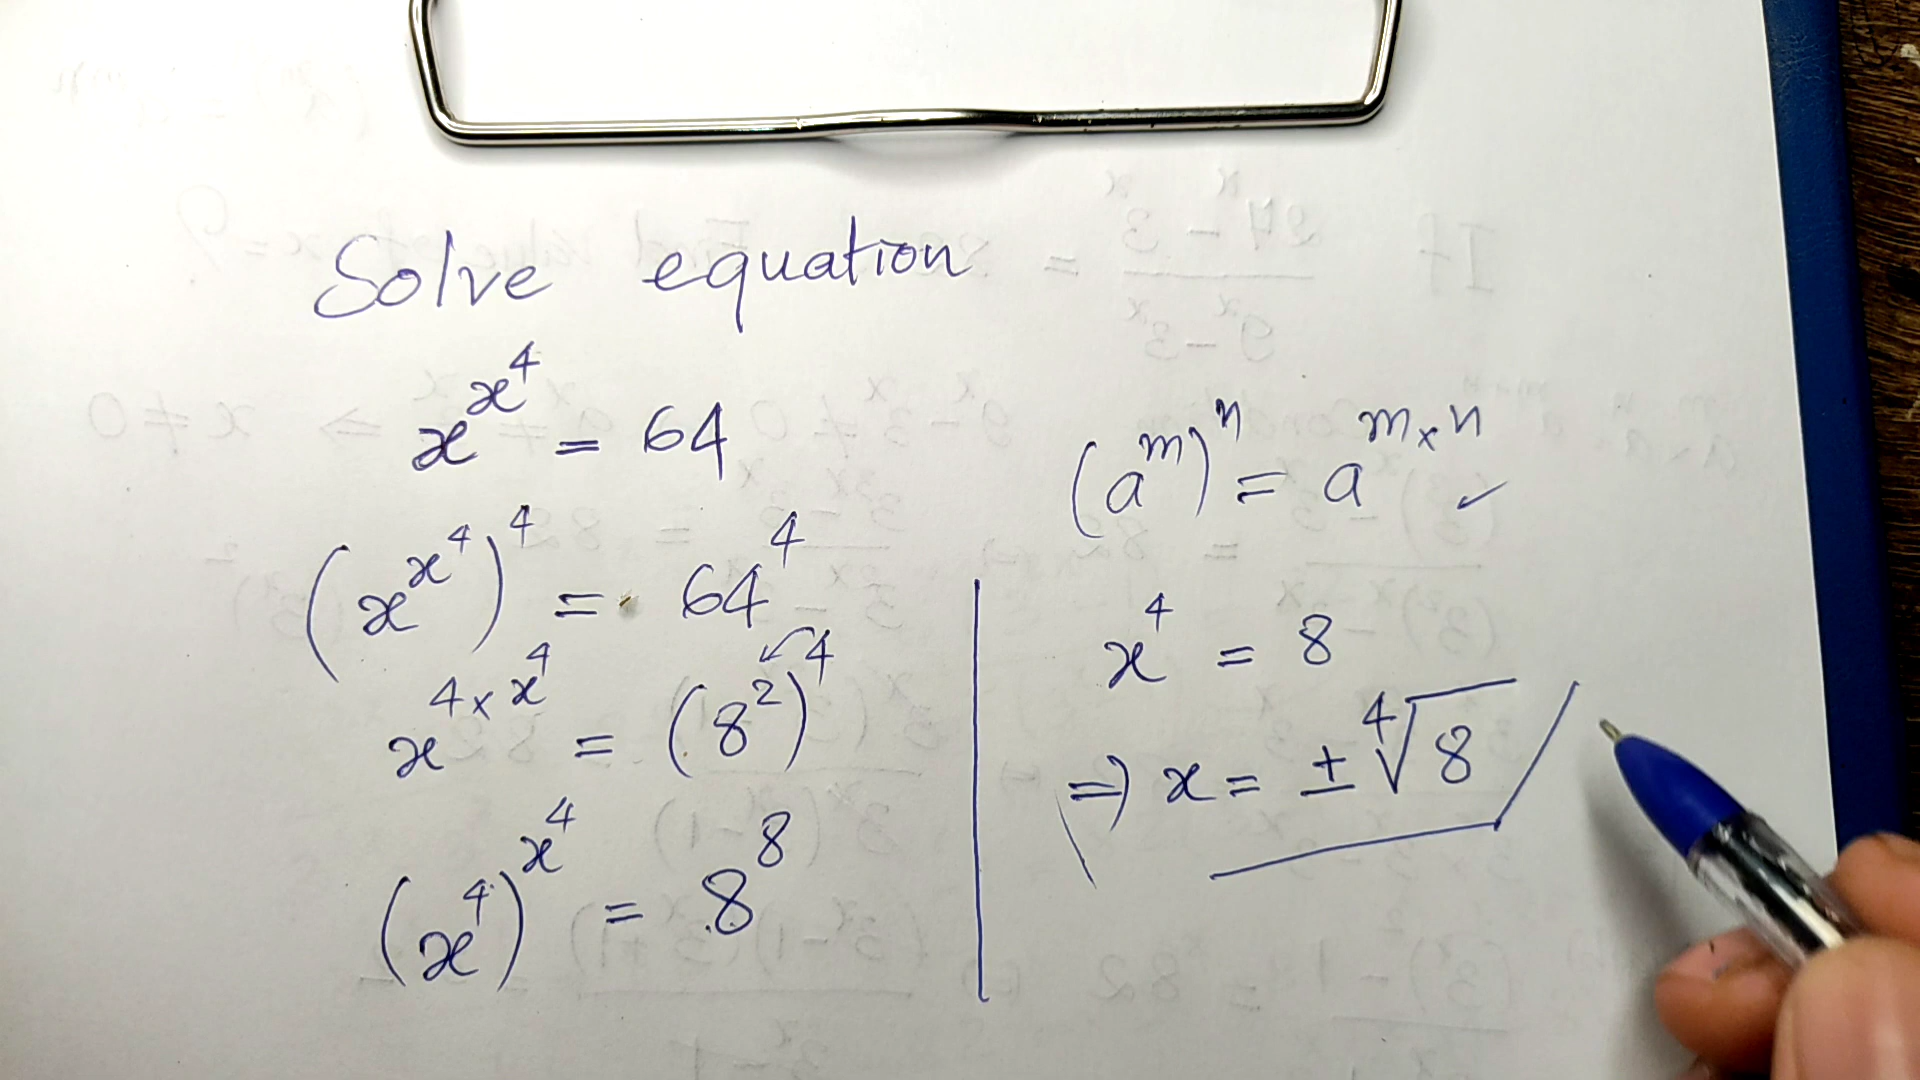 Solve equation
x^{x^4} = 64
(x^{x^4})^4 = 64^4
x^{4×x^4} = (8^2)^4
(x^4)^{x^4} = 8^8
(a^m)^n = a^{m×n} ✓
x^4 = 8
⇒ x = ± ∜8